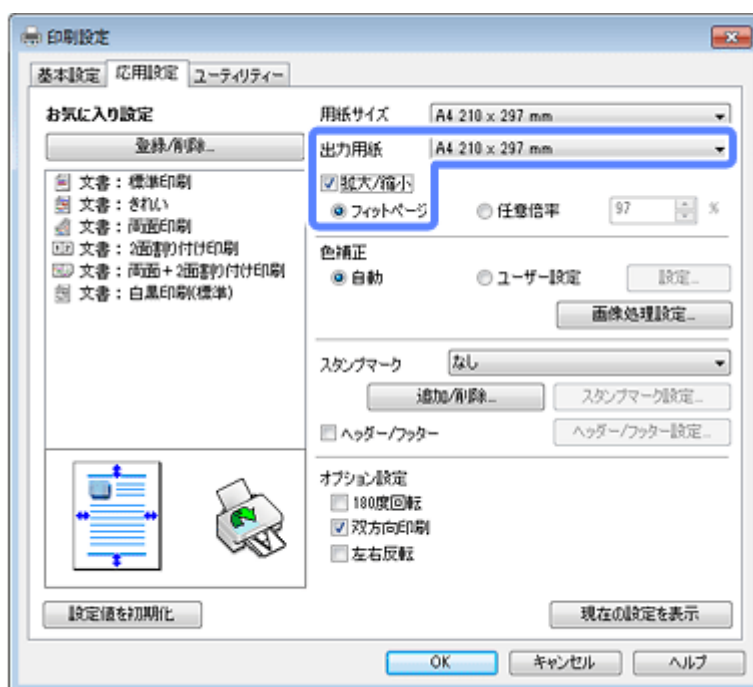 印刷設定
基本設定 応用設定 ユーティリティー
お気に入り設定
登録/削除...
文書：標準印刷
文書：きれい
文書：両面印刷
文書：2面割り付け印刷
文書：両面+2面割り付け印刷
文書：白黒印刷(標準)
設定値を初期化
用紙サイズ A4 210 x 297 mm
出力用紙 A4 210 x 297 mm
拡大/縮小
フィットページ 任意倍率 97 %
色補正
自動 ユーザー設定 設定...
画像処理設定...
スタンプマーク なし
追加/削除... スタンプマーク設定...
ヘッダー/フッター ヘッダー/フッター設定...
オプション設定
180度回転
双方向印刷
左右反転
現在の設定を表示
OK キャンセル ヘルプ